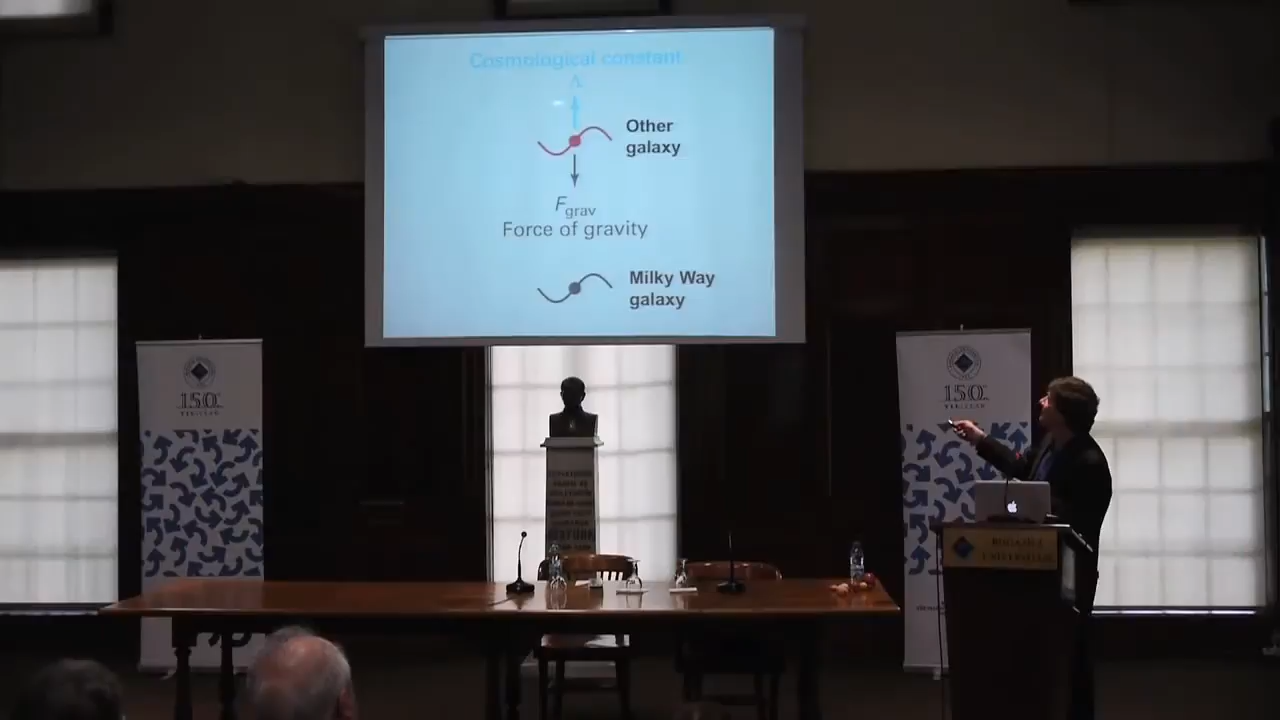 Cosmological constant
Λ
Other
galaxy
Fgrav
Force of gravity
Milky Way
galaxy
150
150